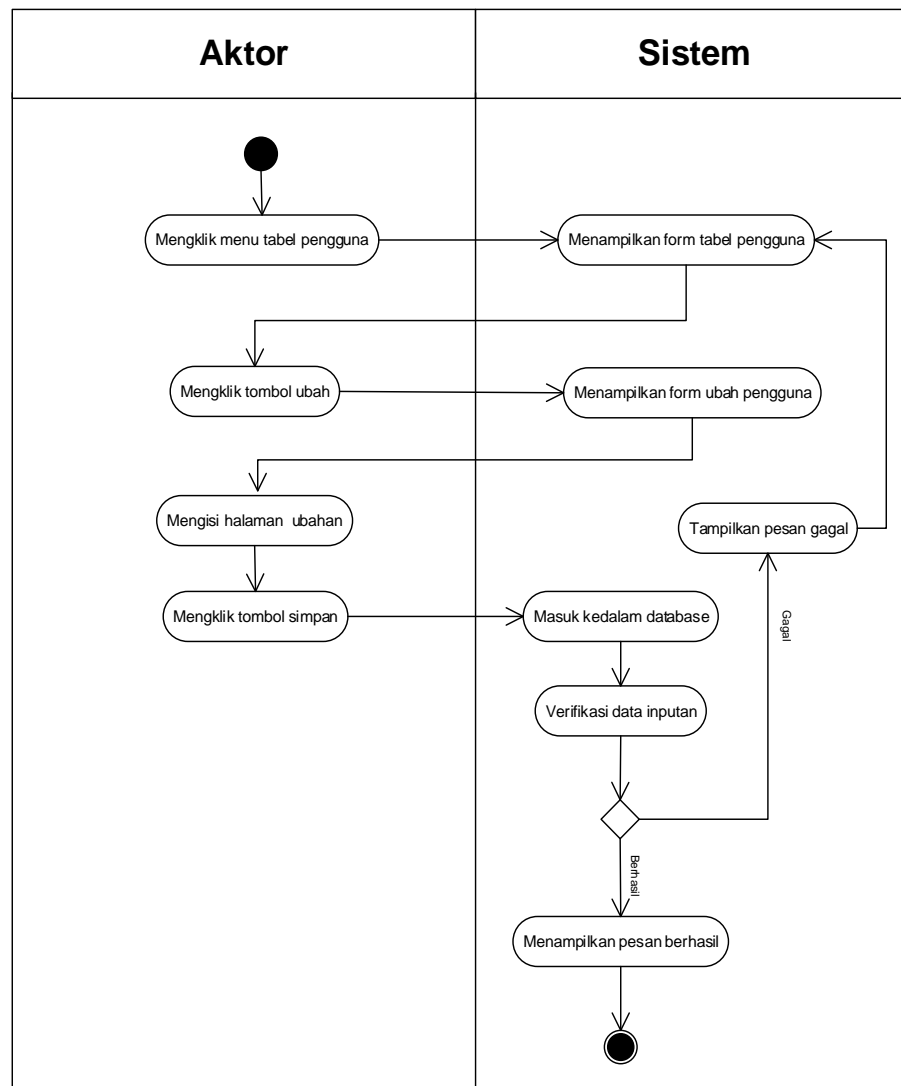 Aktor
Sistem
Mengklik menu tabel pengguna
Menampilkan form tabel pengguna
Mengklik tombol ubah
Menampilkan form ubah pengguna
Mengisi halaman ubahan
Tampilkan pesan gagal
Mengklik tombol simpan
Masuk kedalam database
Gagal
Verifikasi data inputan
Berhasil
Menampilkan pesan berhasil